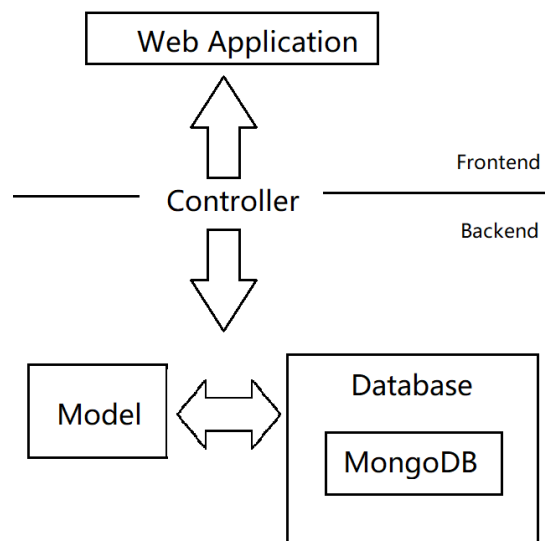 Web Application
Frontend
Controller
Backend
Database
Model
MongoDB